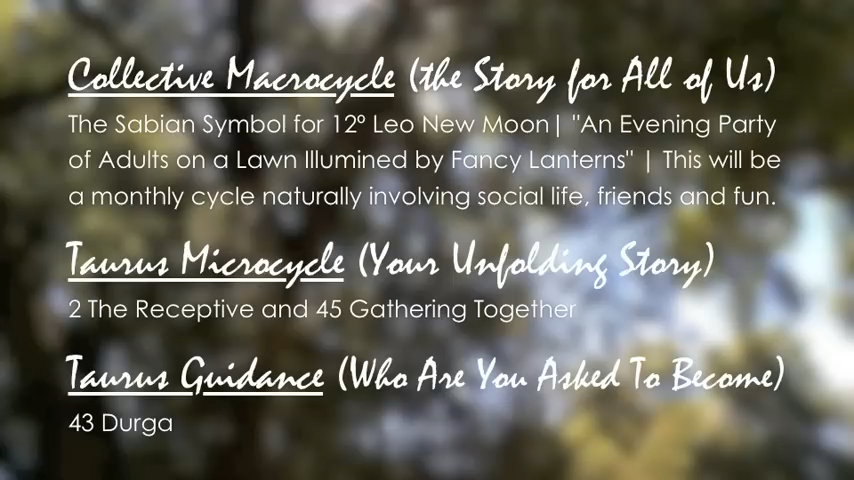 Collective Macrocycle (the Story for All of Us)
The Sabian Symbol for 12º Leo New Moon| "An Evening Party
of Adults on a Lawn Illumined by Fancy Lanterns" | This will be
a monthly cycle naturally involving social life, friends and fun.
Taurus Microcycle (Your Unfolding Story)
2 The Receptive and 45 Gathering Together
Taurus Guidance (Who Are You Asked To Become)
43 Durga